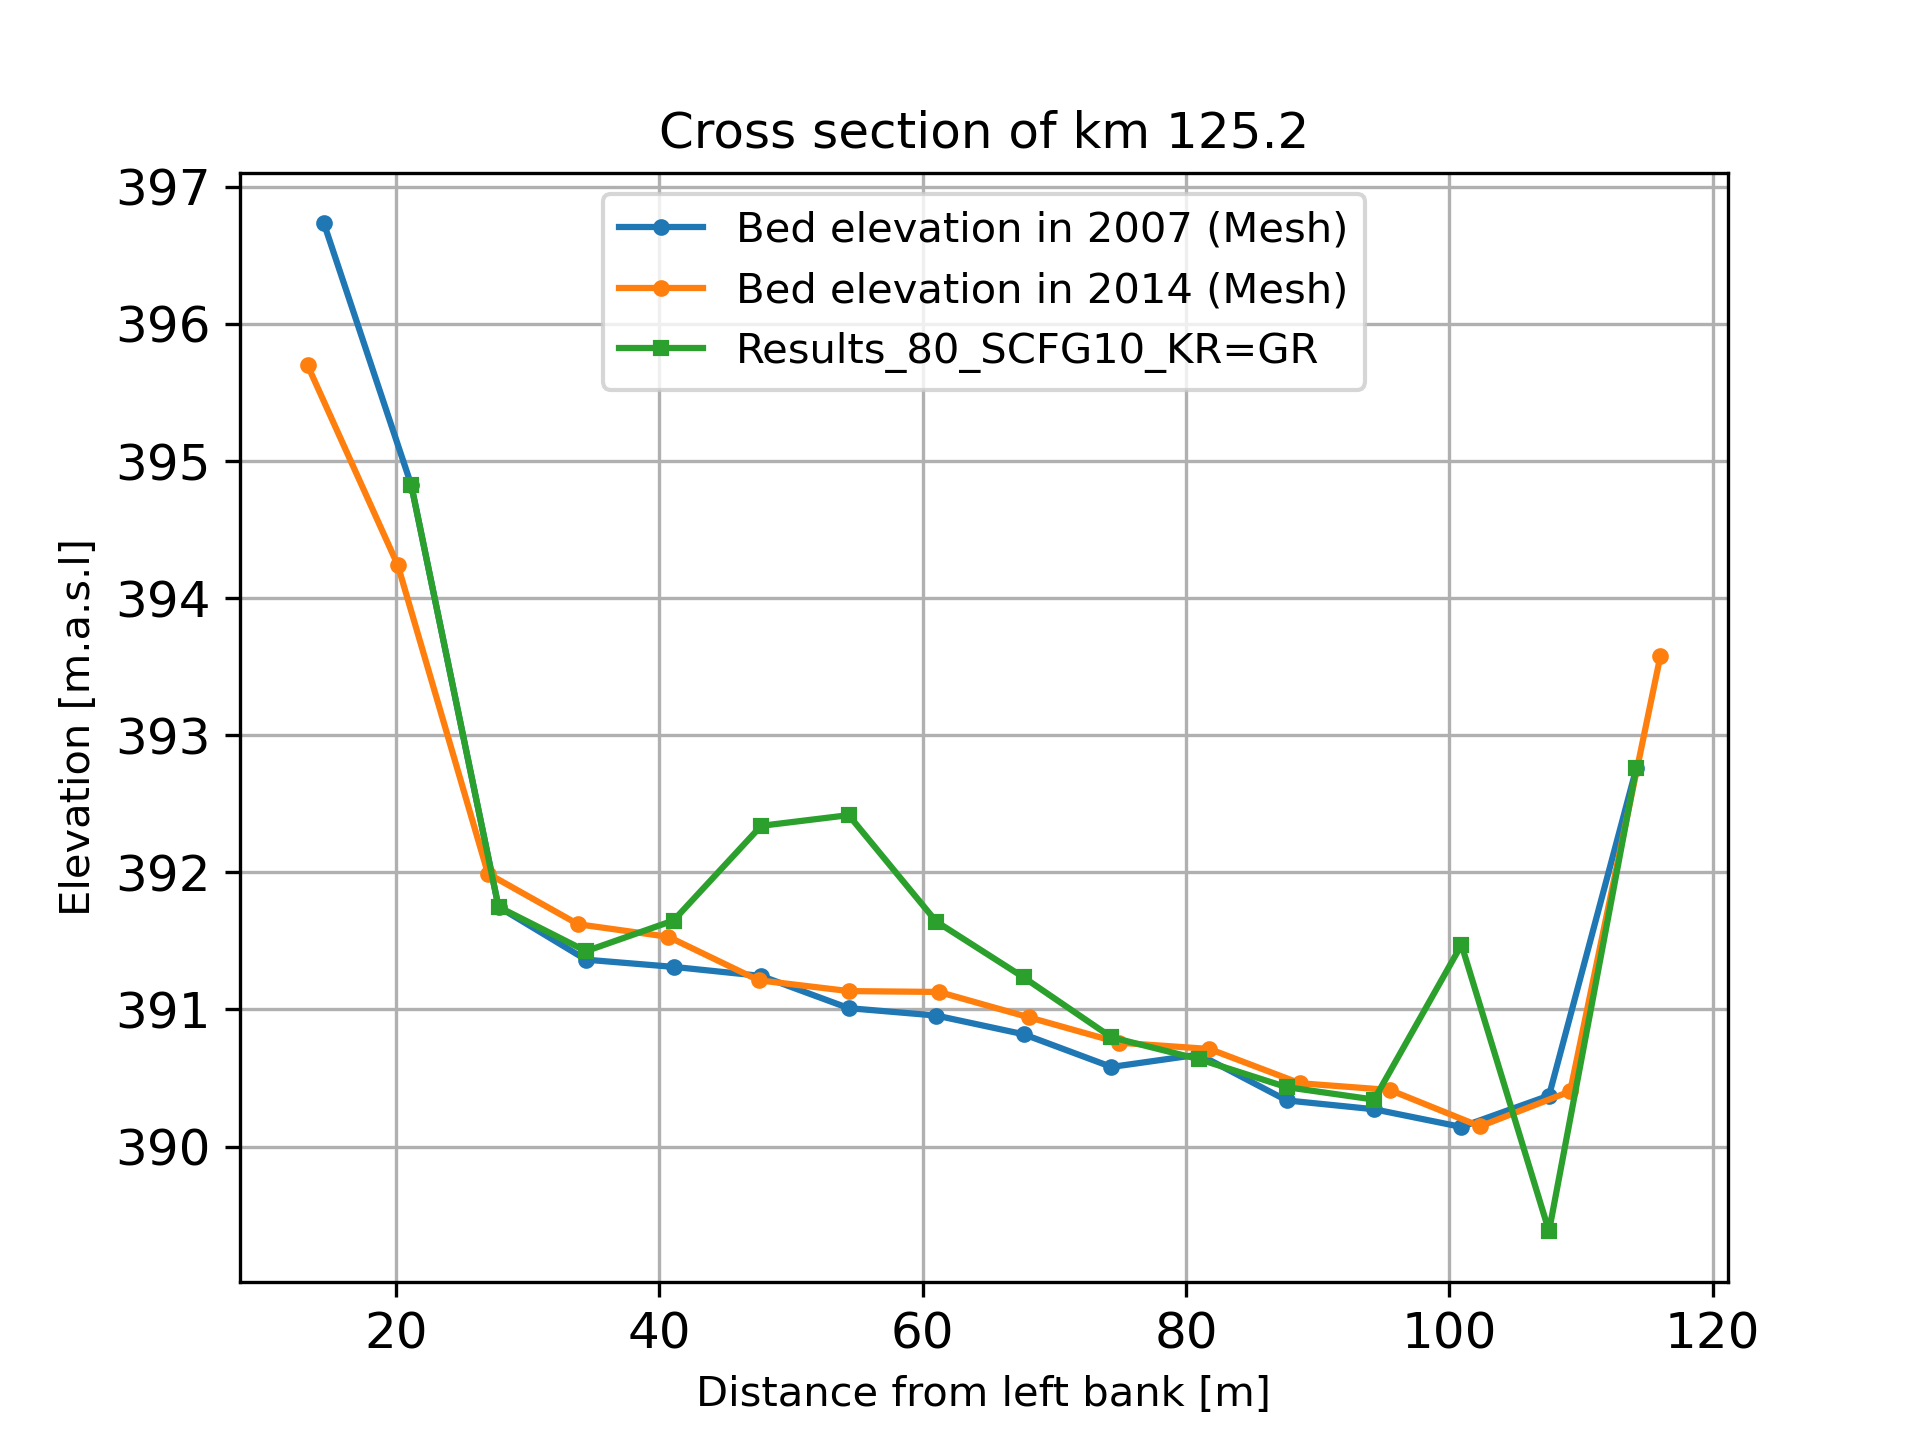 Cross section of km 125.2
397
396
395
394
393
392
391
390
Elevation [m.a.s.l]
Bed elevation in 2007 (Mesh)
Bed elevation in 2014 (Mesh)
Results_80_SCFG10_KR=GR
20 40 60 80 100 120
Distance from left bank [m]